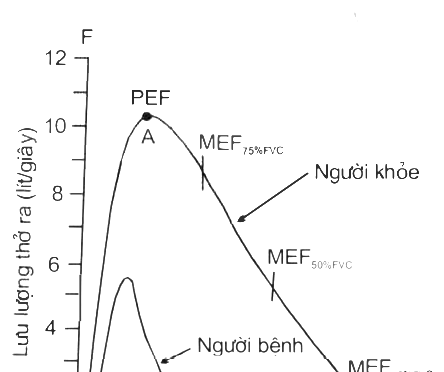 F
12
PEF
10
A
MEF75%FVC
Người khỏe
8
Lưu lượng thở ra (lít/giây)
6
MEF50%FVC
4
Người bệnh
MEF